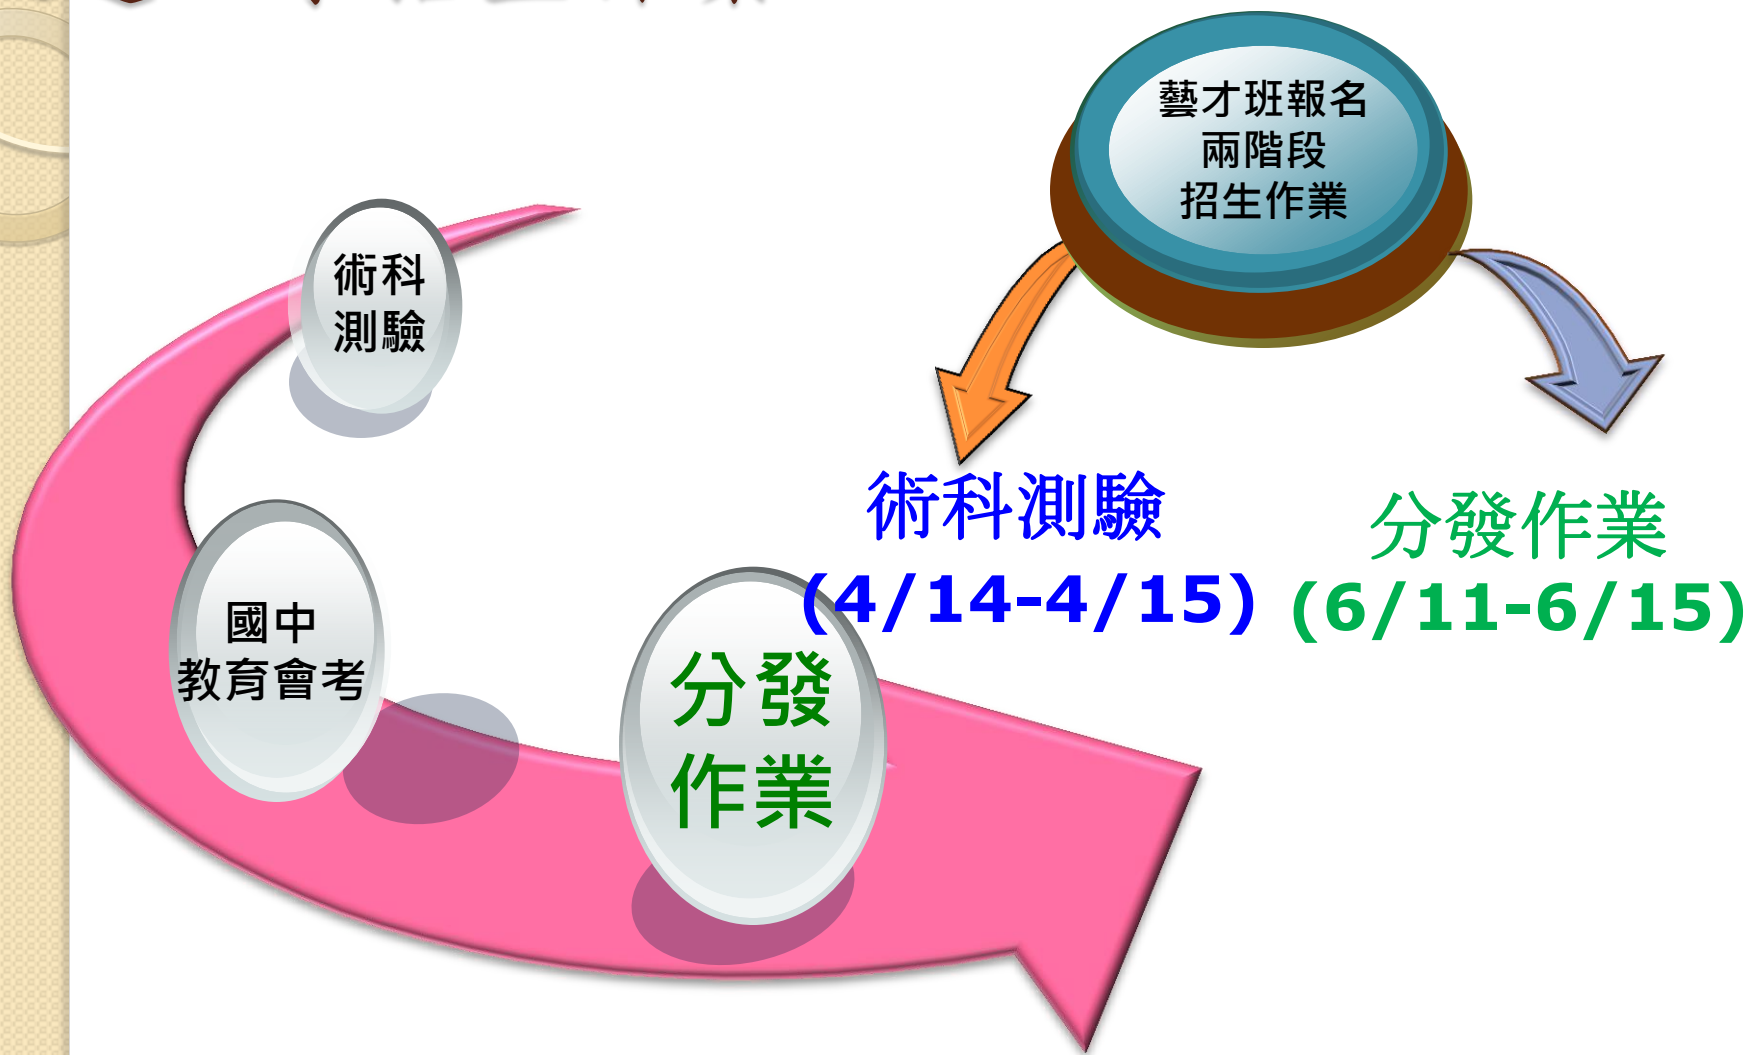 藝才班報名
兩階段
招生作業
術科
測驗
術科測驗
(4/14-4/15)
分發作業
(6/11-6/15)
國中
教育會考
分發
作業